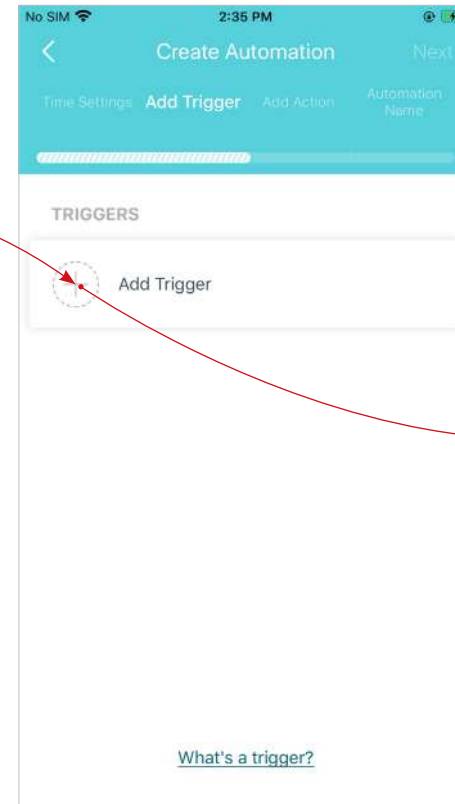 No SIM 2:35 PM
Create Automation Next
Time Settings Add Trigger Add Action Automation Name
TRIGGERS
Add Trigger
What's a trigger?